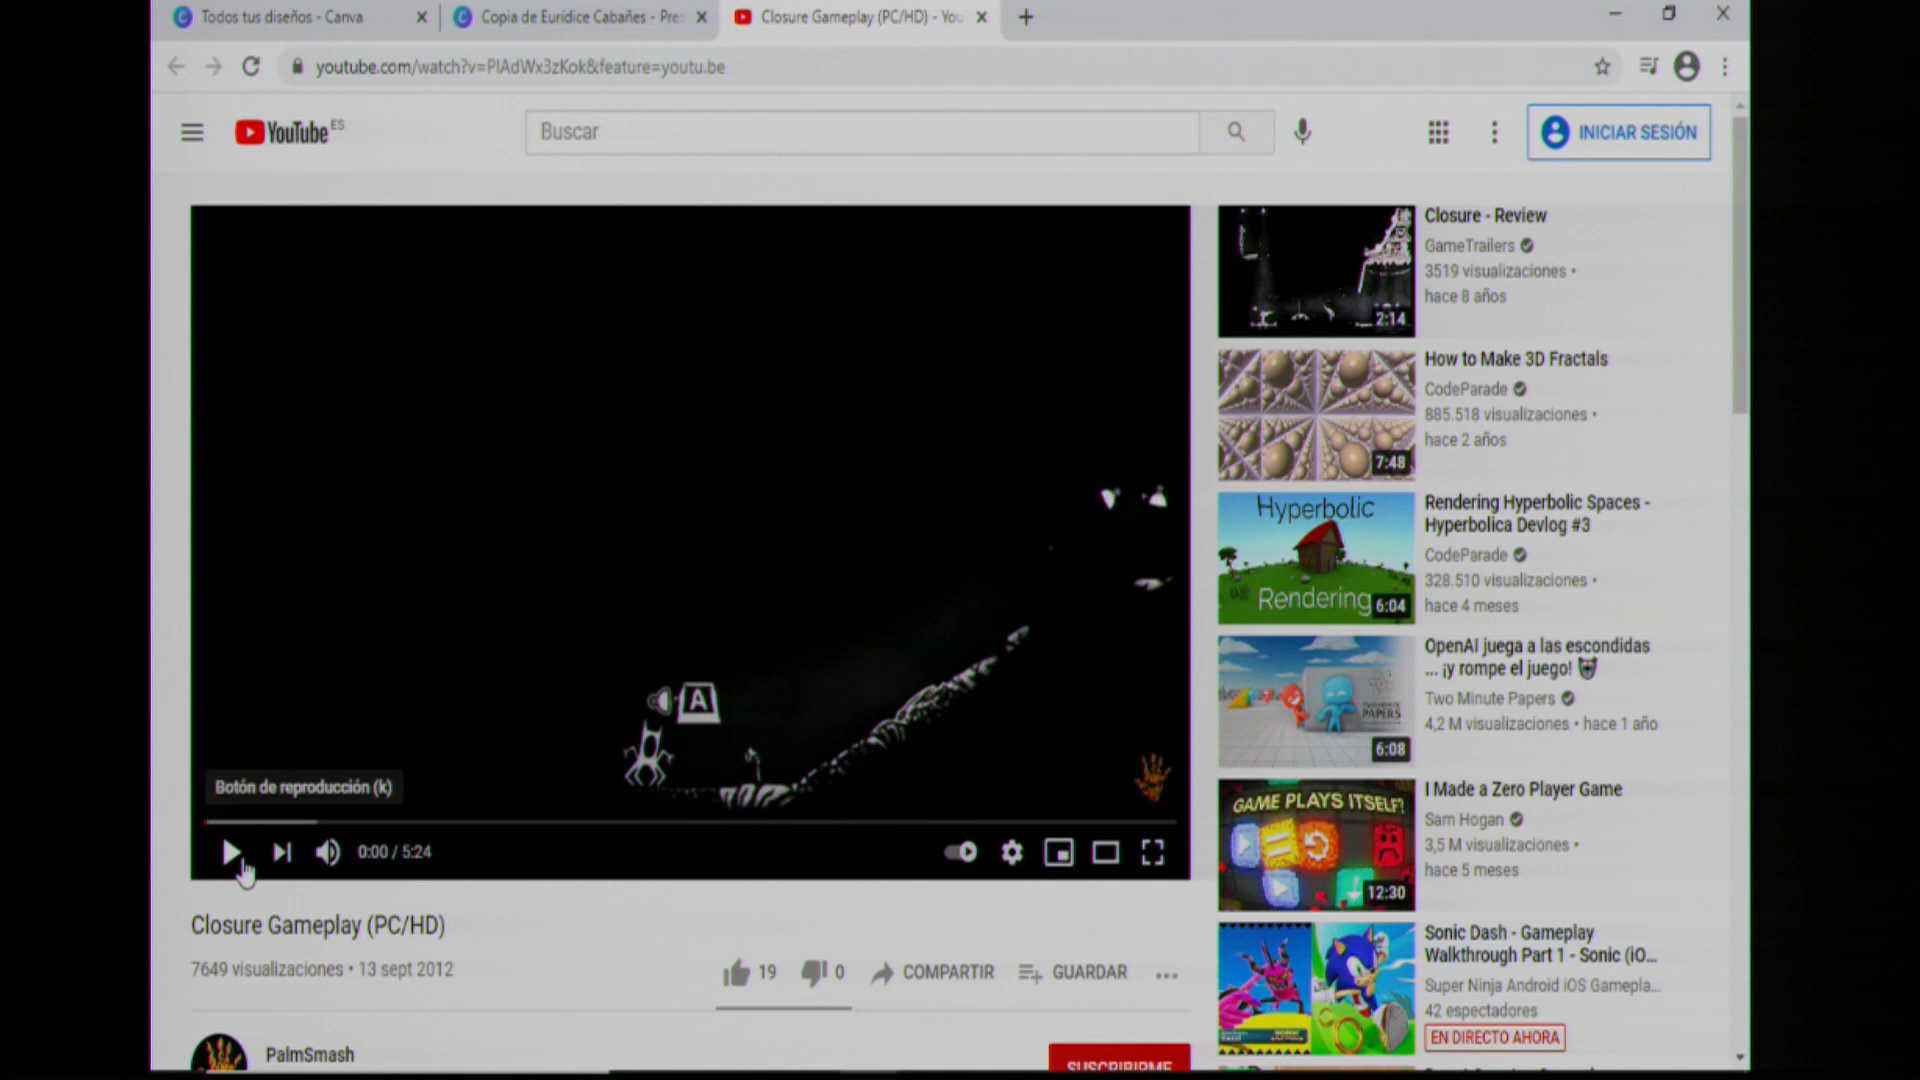 Todos tus diseños - Canva
Copia de Eurídice Cabañes - Pre
Closure Gameplay (PC/HD) - You
youtube.com/watch?v=PlAdWx3zKok&feature=youtu.be
YouTube ES
Buscar
INICIAR SESIÓN
A
Botón de reproducción (k)
0:00 / 5:24
Closure Gameplay (PC/HD)
7649 visualizaciones • 13 sept 2012
19
0
COMPARTIR
GUARDAR
PalmSmash
SUSCRIBIRME
Closure - Review
GameTrailers
3519 visualizaciones •
hace 8 años
2:14
How to Make 3D Fractals
CodeParade
885.518 visualizaciones •
hace 2 años
7:48
Hyperbolic
Rendering
6:04
Rendering Hyperbolic Spaces -
Hyperbolica Devlog #3
CodeParade
328.510 visualizaciones •
hace 4 meses
OpenAI juega a las escondidas
... ¡y rompe el juego!
Two Minute Papers
4,2 M visualizaciones • hace 1 año
PAPERS
6:08
GAME PLAYS ITSELF?
12:30
I Made a Zero Player Game
Sam Hogan
3,5 M visualizaciones •
hace 5 meses
Sonic Dash - Gameplay
Walkthrough Part 1 - Sonic (iO...
Super Ninja Android iOS Gamepla...
42 espectadores
EN DIRECTO AHORA